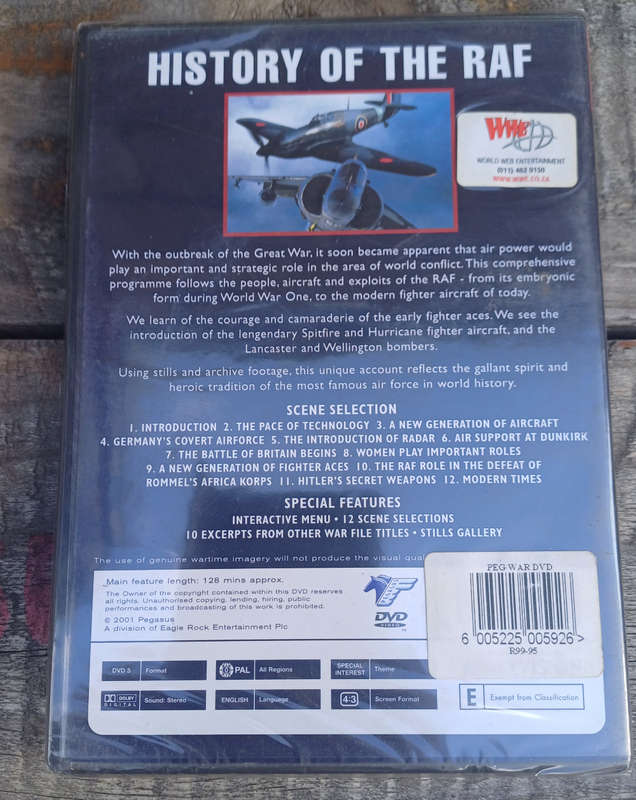 HISTORY OF THE RAF
WWE
WORLD WEB ENTERTAINMENT
(011) 462 9150
www.wwe.co.za
With the outbreak of the Great War, it soon became apparent that air power would
play an important and strategic role in the area of world conflict. This comprehensive
programme follows the people, aircraft and exploits of the RAF - from its embryonic
form during World War One, to the modern fighter aircraft of today.
We learn of the courage and camaraderie of the early fighter aces. We see the
introduction of the lengendary Spitfire and Hurricane fighter aircraft, and the
Lancaster and Wellington bombers.
Using stills and archive footage, this unique account reflects the gallant spirit and
heroic tradition of the most famous air force in world history.
SCENE SELECTION
1. INTRODUCTION 2. THE PACE OF TECHNOLOGY 3. A NEW GENERATION OF AIRCRAFT
4. GERMANY'S COVERT AIRFORCE 5. THE INTRODUCTION OF RADAR 6. AIR SUPPORT AT DUNKIRK
7. THE BATTLE OF BRITAIN BEGINS 8. WOMEN PLAY IMPORTANT ROLES
9. A NEW GENERATION OF FIGHTER ACES 10. THE RAF ROLE IN THE DEFEAT OF
ROMMEL'S AFRICA KORPS 11. HITLER'S SECRET WEAPONS 12. MODERN TIMES
SPECIAL FEATURES
INTERACTIVE MENU • 12 SCENE SELECTIONS
10 EXCERPTS FROM OTHER WAR FILE TITLES • STILLS GALLERY
The use of genuine wartime imagery will not produce the visual
Main feature length: 128 mins approx.
The Owner of the copyright contained within this DVD reserves
all rights. Unauthorised copying, lending, hiring, public
performances and broadcasting of this work is prohibited.
© 2001 Pegasus
A division of Eagle Rock Entertainment Plc
DVD
VIDEO
PEG-WAR DVD
6 005225 005926 >
R99-95
DVD 5 Format PAL All Regions SPECIAL INTEREST Theme
DOLBY DIGITAL Sound: Stereo ENGLISH Language 4:3 Screen Format E Exempt from Classification